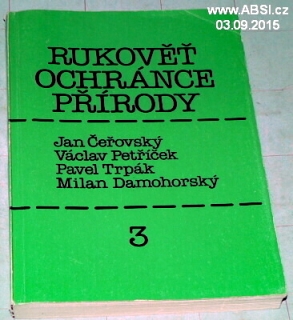 www.ABSI.cz
03.09.2015
RUKOVĚŤ
OCHRÁNCE
PŘÍRODY
Jan Čeřovský
Václav Petříček
Pavel Trpák
Milan Damohorský
3